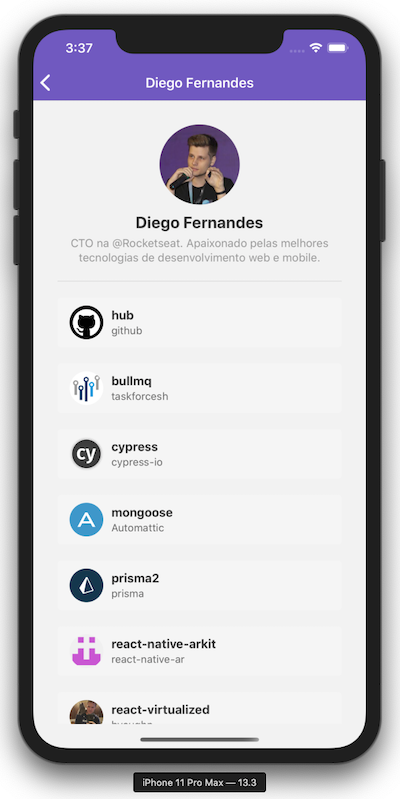 3:37
Diego Fernandes
Diego Fernandes
CTO na @Rocketseat. Apaixonado pelas melhores
tecnologias de desenvolvimento web e mobile.
hub
github
bullmq
taskforcesh
cy
cypress
cypress-io
mongoose
Automattic
prisma2
prisma
react-native-arkit
react-native-ar
react-virtualized
iPhone 11 Pro Max — 13.3